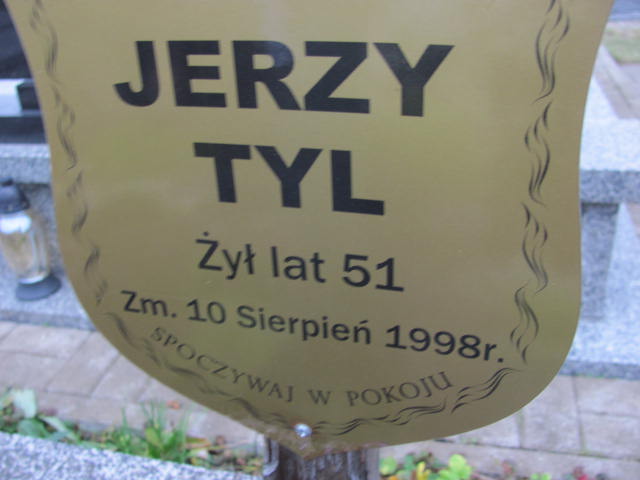 JERZY
TYL
Żył lat 51
Zm. 10 Sierpień 1998r.
SPOCZYWAJ W POKOJU